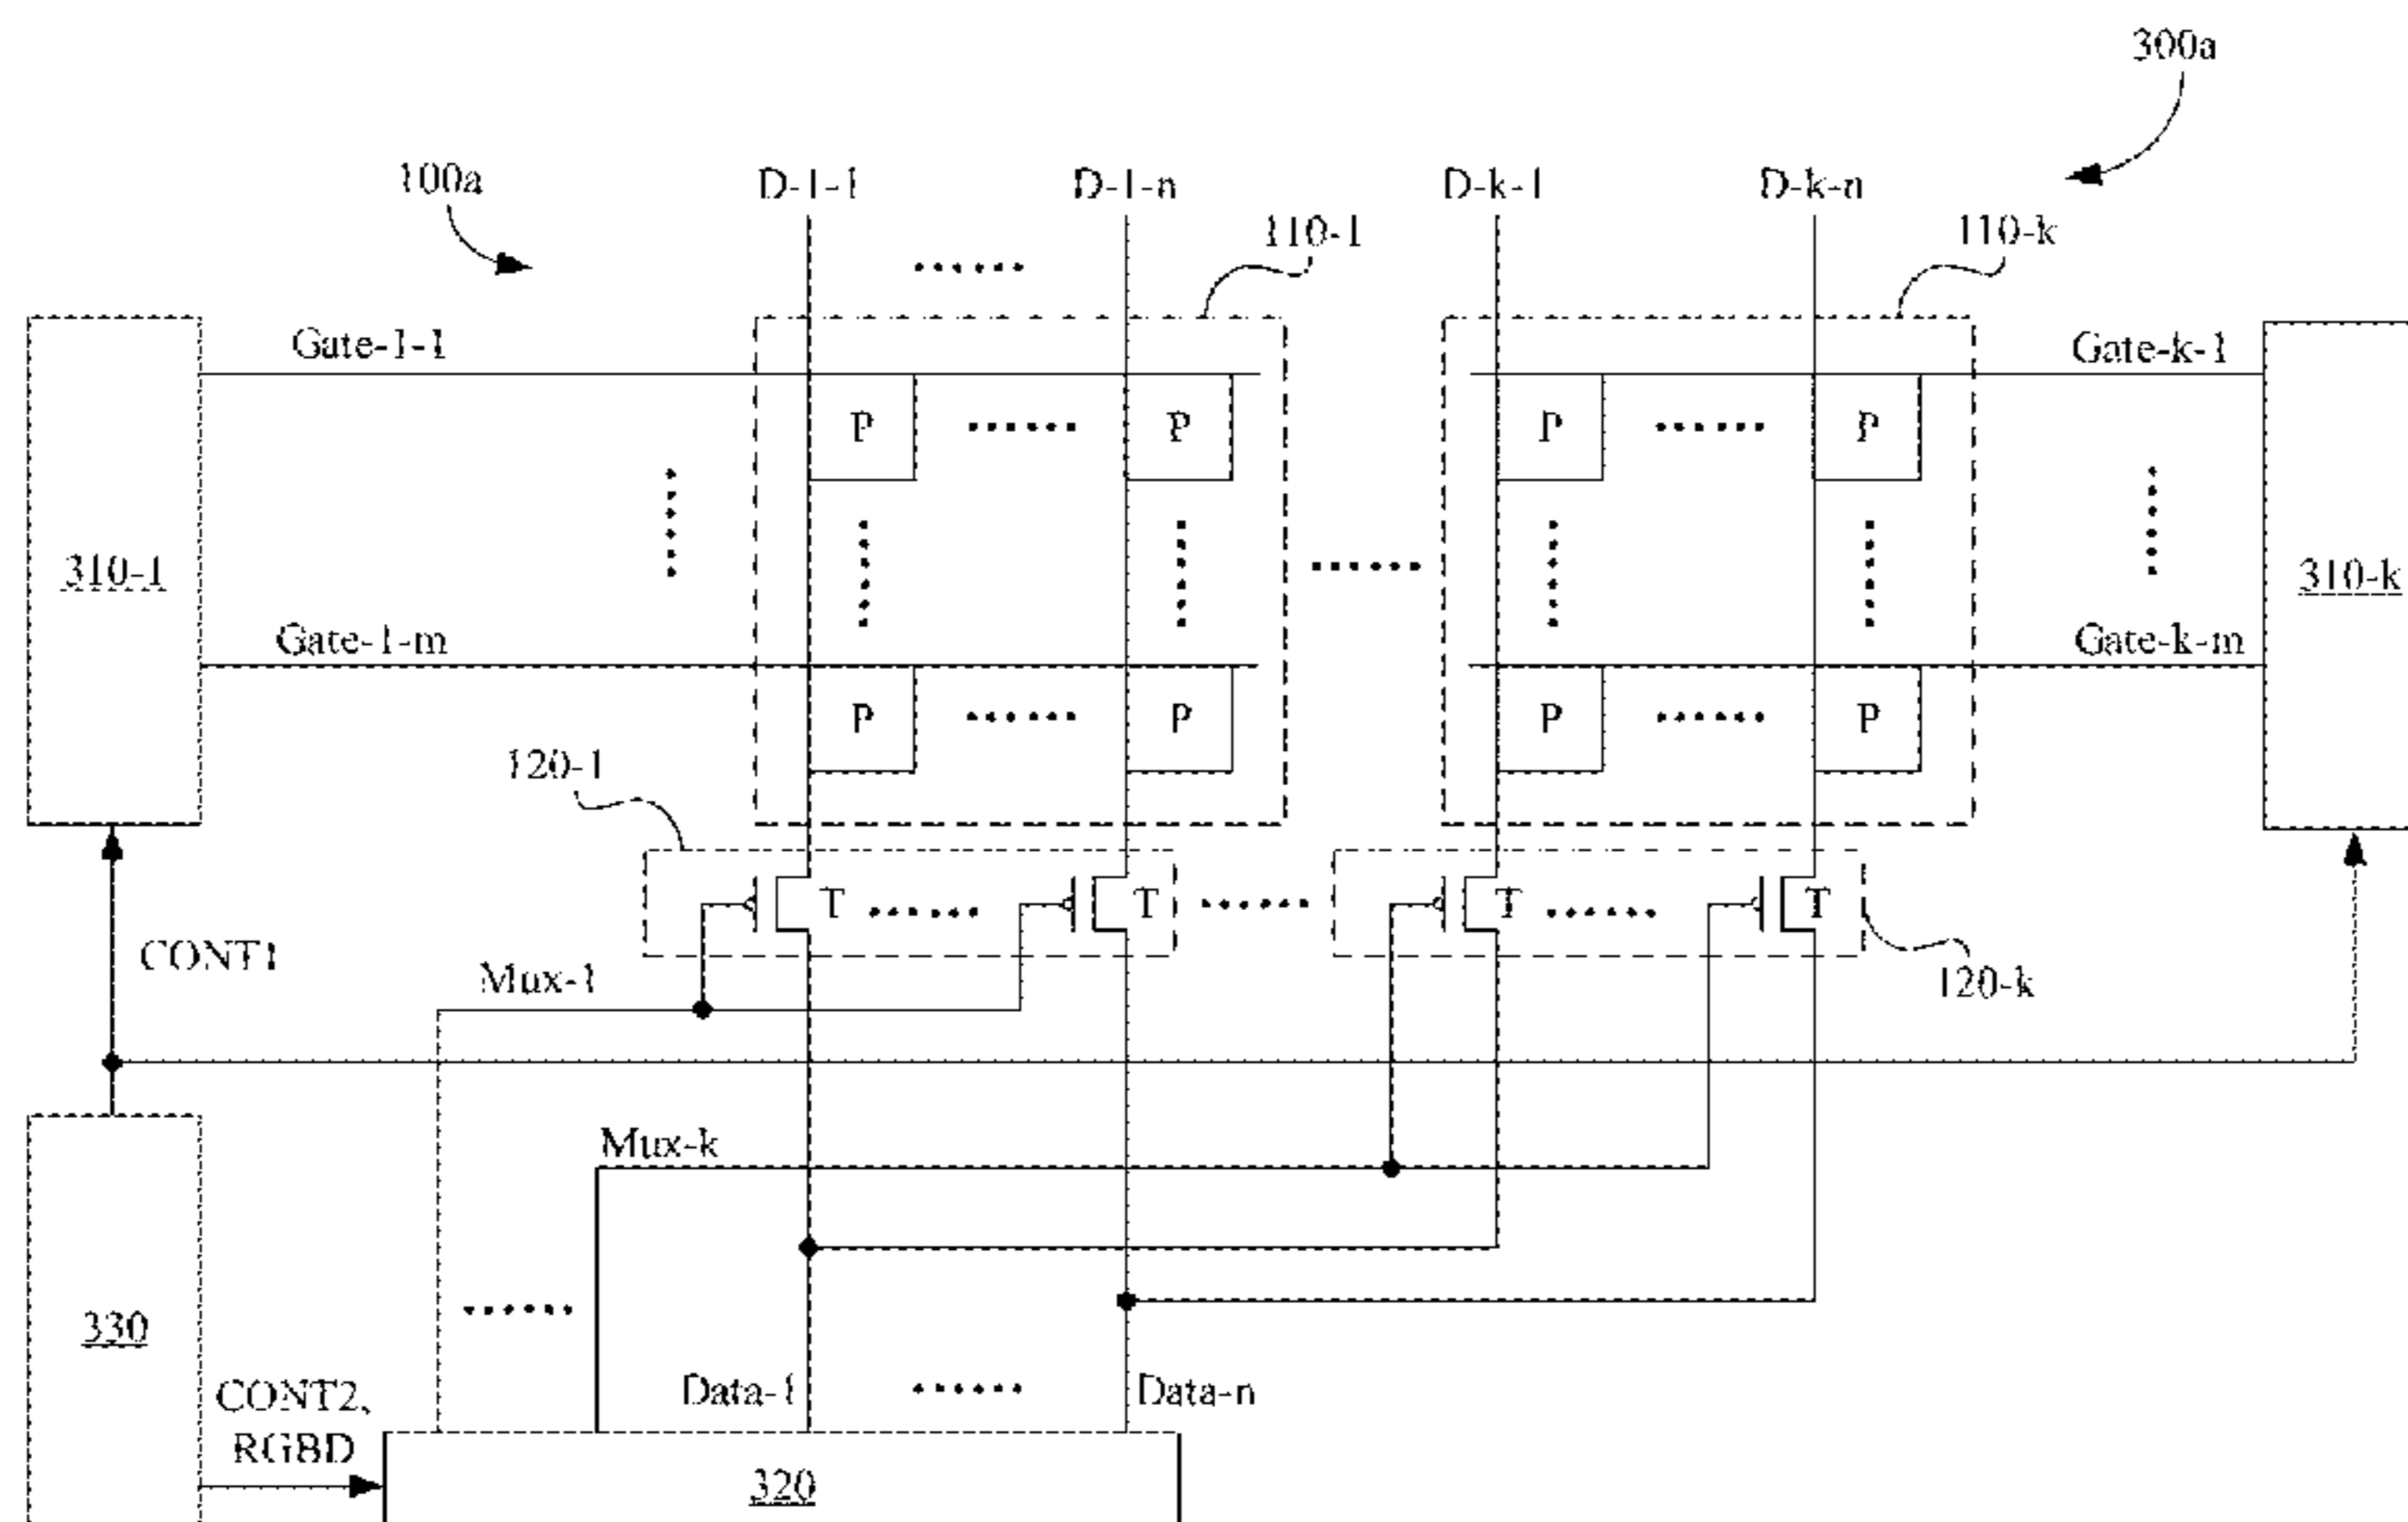 300a
100a
D-1-1
D-1-n
D-k-1
D-k-n
110-1
110-k
Gate-1-1
Gate-k-1
P
P
P
P
310-1
310-k
Gate-1-m
Gate-k-m
P
P
P
P
120-1
T
T
T
T
CONT1
Mux-1
120-k
Mux-k
330
CONT2,
RGBD
Data-1
Data-n
320